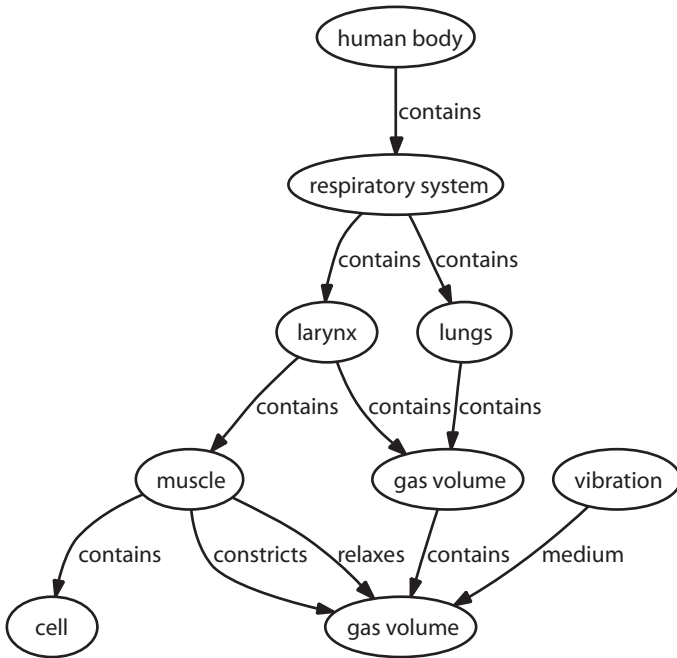 human body
contains
respiratory system
contains
contains
larynx
lungs
contains
contains
contains
muscle
gas volume
vibration
contains
constricts
relaxes
contains
medium
cell
gas volume